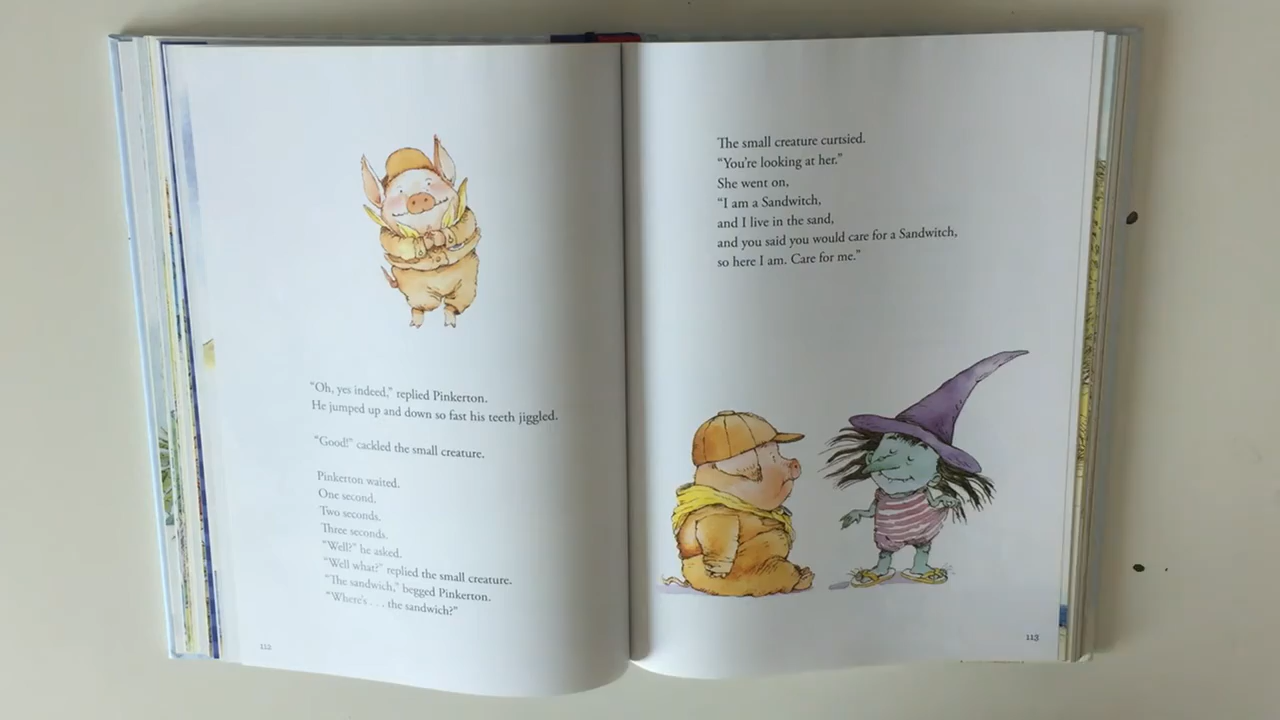 “Oh, yes indeed,” replied Pinkerton.
He jumped up and down so fast his teeth jiggled.
“Good!” cackled the small creature.
Pinkerton waited.
One second.
Two seconds.
Three seconds.
“Well?” he asked.
“Well what?” replied the small creature.
“The sandwich,” begged Pinkerton.
“Where’s . . . the sandwich?”
112
The small creature curtsied.
“You’re looking at her.”
She went on,
“I am a Sandwitch,
and I live in the sand,
and you said you would care for a Sandwitch,
so here I am. Care for me.”
113